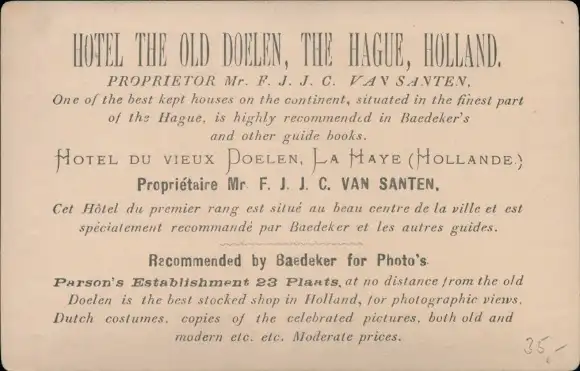 HOTEL THE OLD DOELEN, THE HAGUE, HOLLAND.
PROPRIETOR Mr. F. J. J. C. VAN SANTEN,
One of the best kept houses on the continent, situated in the finest part
of the Hague, is highly recommended in Baedeker's
and other guide books.
HOTEL DU VIEUX DOELEN, LA HAYE (HOLLANDE.)
Propriétaire Mr F. J. J. C. VAN SANTEN,
Cet Hôtel du premier rang est situé au beau centre de la ville et est
spécialement recommandé par Baedeker et les autres guides.
Recommended by Baedeker for Photo's
Parson's Establishment 23 Plaats, at no distance from the old
Doelen is the best stocked shop in Holland, for photographic views,
Dutch costumes, copies of the celebrated pictures, both old and
modern etc. etc. Moderate prices.
35,-